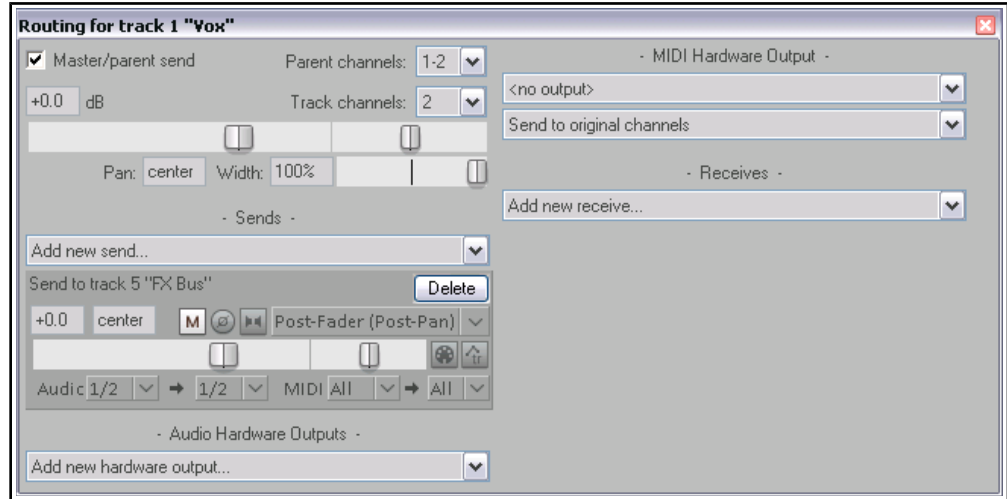 Routing for track 1 "Vox"
Master/parent send
Parent channels: 1-2
+0.0 dB
Track channels: 2
Pan: center Width: 100%
- Sends -
Add new send...
Send to track 5 "FX Bus"
Delete
+0.0 center M Post-Fader (Post-Pan)
tr
Audic 1/2 1/2 MIDI All All
- Audio Hardware Outputs -
Add new hardware output...
- MIDI Hardware Output -
<no output>
Send to original channels
- Receives -
Add new receive...